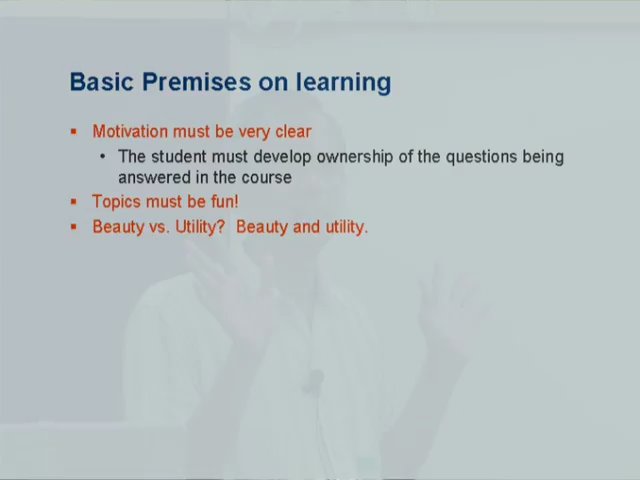 Basic Premises on learning
▪ Motivation must be very clear
• The student must develop ownership of the questions being
answered in the course
▪ Topics must be fun!
▪ Beauty vs. Utility? Beauty and utility.